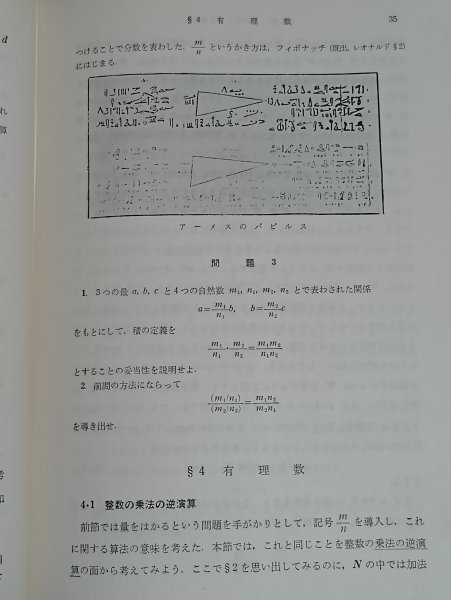 §4 有理数 35
つけることで分数を表わした. m/n というかき方は, フィボナッチ (既出, レオナルド §2)
にはじまる.
アーメスのパピルス
問題 3
1. 3つの量 a, b, c と4つの自然数 m₁, n₁, m₂, n₂ とで表わされた関係
a=m₁/n₁ b, b=m₂/n₂ c
をもとにして, 積の定義を
m₁/n₁ · m₂/n₂ = m₁m₂/n₁n₂
とすることの妥当性を説明せよ.
2. 前問の方法にならって
(m₁/n₁)/(m₂/n₂) = m₁n₂/m₂n₁
を導き出せ.
§4 有理数
4·1 整数の乗法の逆演算
前節では量をはかるという問題を手がかりとして, 記号 m/n を導入し, これ
に関する算法の意味を考えた. 本節では, これと同じことを整数の乗法の逆演
算の面から考えてみよう. ここで§2を思い出してみるのに, N の中では加法